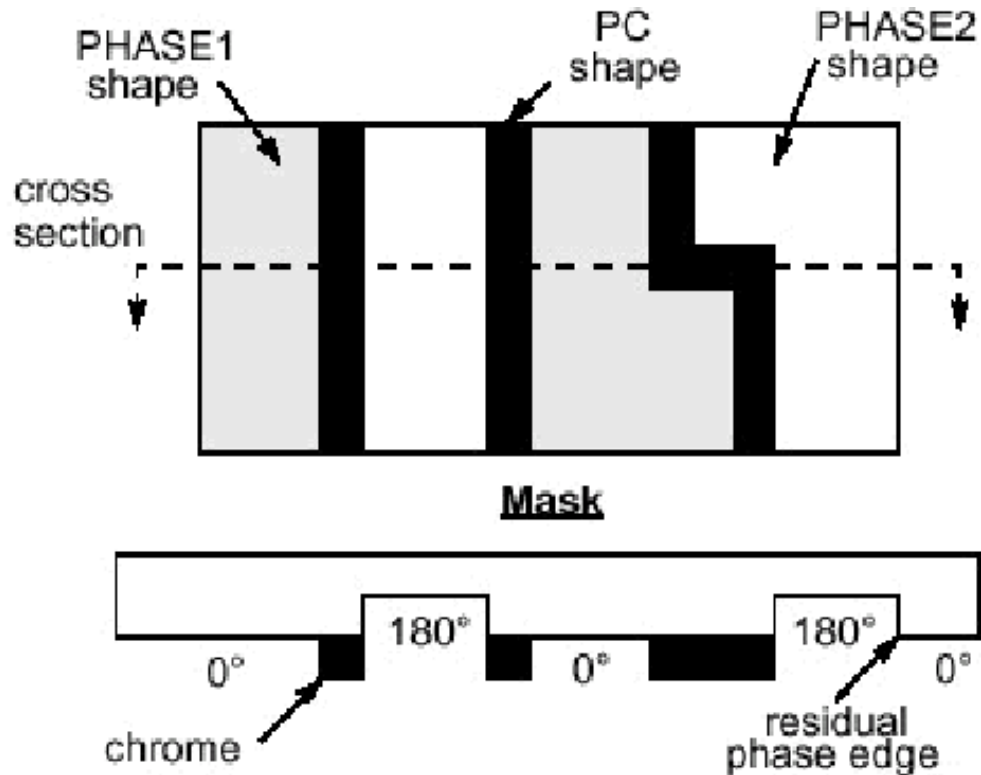 PHASE1
shape
PC
shape
PHASE2
shape
cross
section
Mask
0°
180°
0°
180°
0°
chrome
residual
phase edge